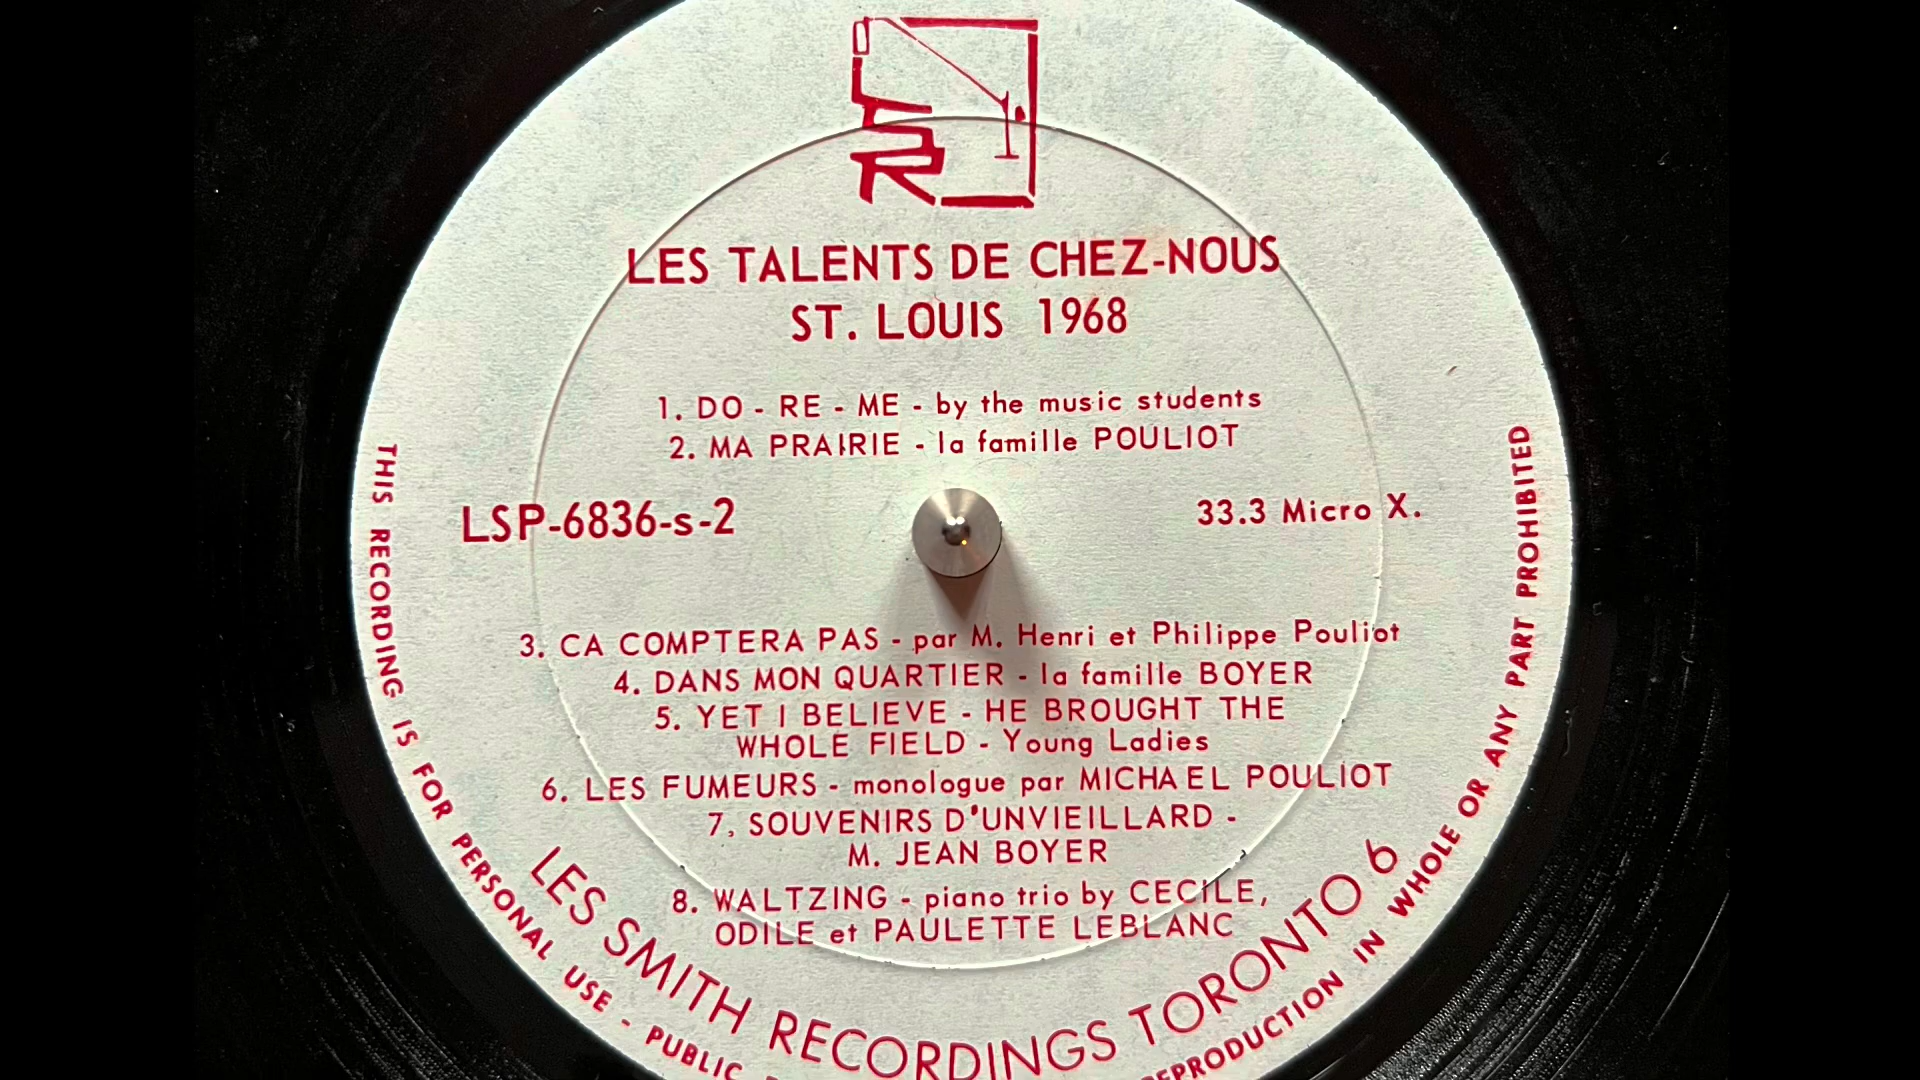 LSR
LES TALENTS DE CHEZ-NOUS
ST. LOUIS 1968
1. DO - RE - ME - by the music students
2. MA PRAIRIE - la famille POULIOT
LSP-6836-s-2
33.3 Micro X.
3. CA COMPTERA PAS - par M. Henri et Philippe Pouliot
4. DANS MON QUARTIER - la famille BOYER
5. YET I BELIEVE - HE BROUGHT THE
WHOLE FIELD - Young Ladies
6. LES FUMEURS - monologue par MICHAEL POULIOT
7. SOUVENIRS D'UNVIEILLARD -
M. JEAN BOYER
8. WALTZING - piano trio by CECILE,
ODILE et PAULETTE LEBLANC
LES SMITH RECORDINGS TORONTO 6
THIS RECORDING IS FOR PERSONAL USE - PUBLIC
REPRODUCTION IN WHOLE OR ANY PART PROHIBITED